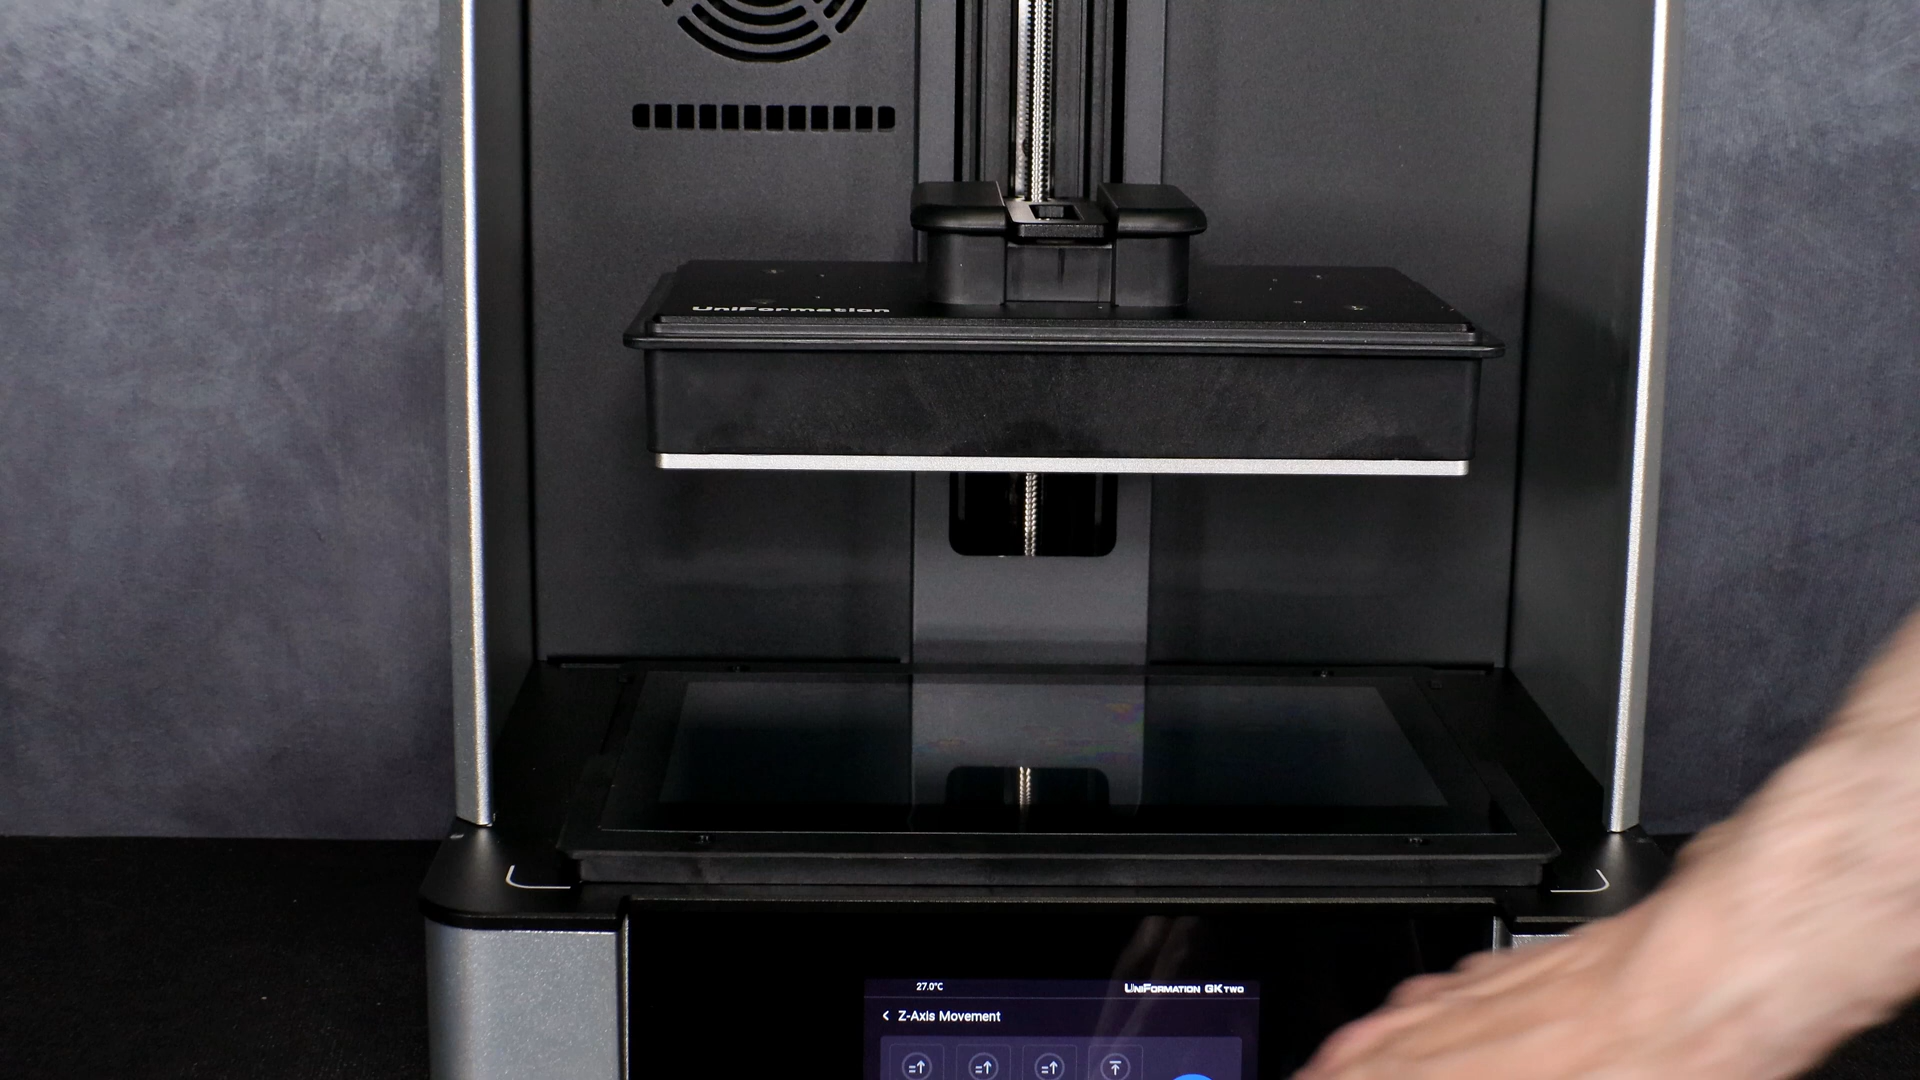 UniFormation
27.0°C
UNIFORMATION GKTWO
< Z-Axis Movement